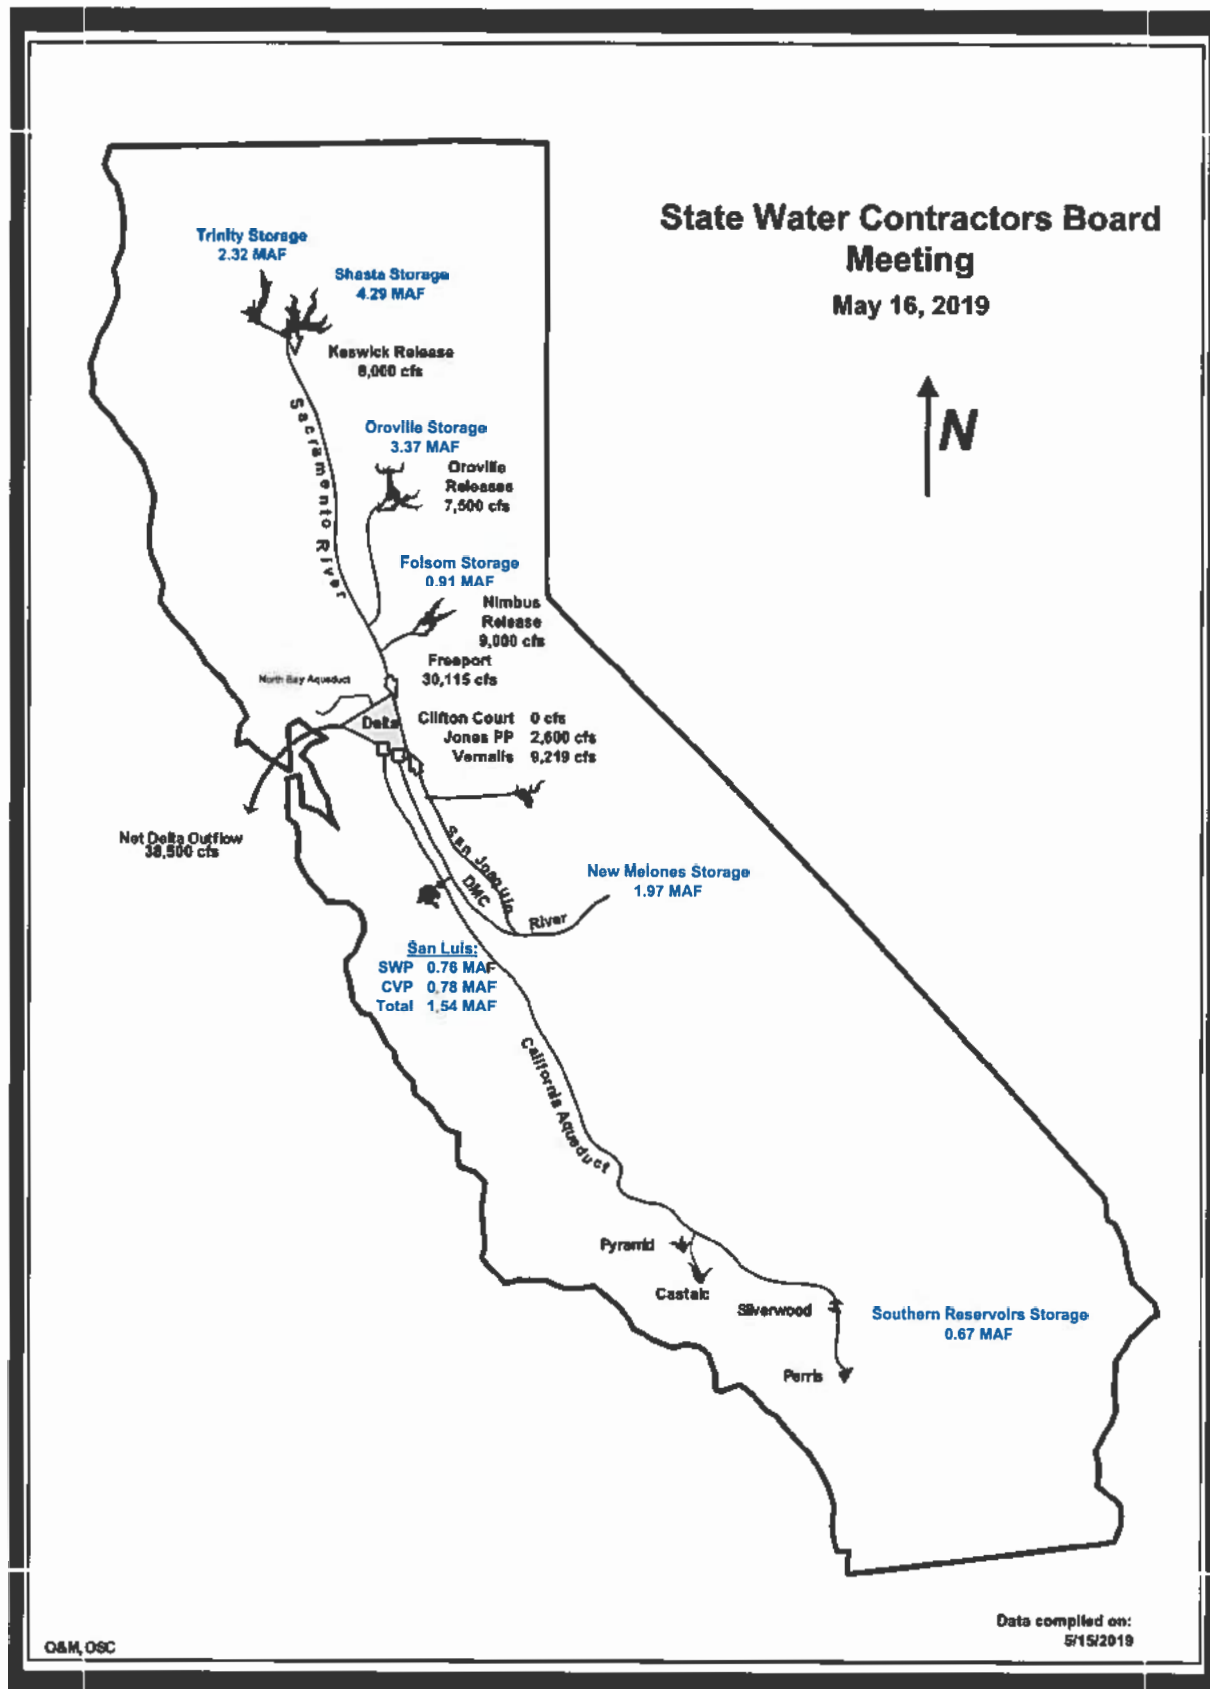 State Water Contractors Board
Meeting
May 16, 2019
N
Trinity Storage
2.32 MAF
Shasta Storage
4.29 MAF
Keswick Release
8,000 cfs
Sacramento River
Oroville Storage
3.37 MAF
Oroville
Releases
7,500 cfs
Folsom Storage
0.91 MAF
Nimbus
Release
9,000 cfs
Freeport
30,115 cfs
North Bay Aqueduct
Delta
Clifton Court 0 cfs
Jones PP 2,600 cfs
Vernalis 9,219 cfs
Net Delta Outflow
38,500 cfs
San Joaquin
River
DMC
New Melones Storage
1.97 MAF
San Luis:
SWP 0.76 MAF
CVP 0.78 MAF
Total 1.54 MAF
California Aqueduct
Pyramid
Castaic
Silverwood
Southern Reservoirs Storage
0.67 MAF
Perris
Data compiled on:
5/15/2019
O&M, OSC